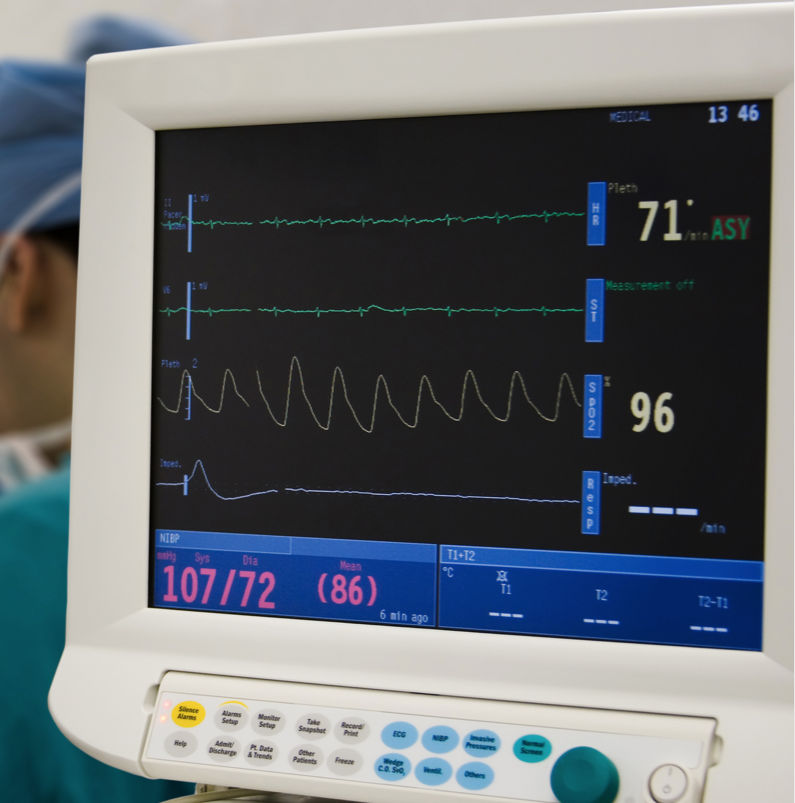 MEDICAL 13 46
II
1 mV
Pacer
HR
Pleth
71
/min
ASY
V6
1 mV
ST
Measurement off
Pleth 2
SpO2
%
96
Imped.
Resp
Imped.
---
/min
NIBP
mmHg Sys Dia Mean
107/72 (86)
6 min ago
T1+T2
°C
T1 T2 T2-T1
--- --- ---
Silence Alarms
Alarms Setup
Monitor Setup
Take Snapshot
Record/ Print
ECG
NIBP
Invasive Pressures
Normal Screen
Help
Admit/ Discharge
Pt. Data & Trends
Other Patients
Freeze
Wedge C.O. SvO₂
Ventil.
Others